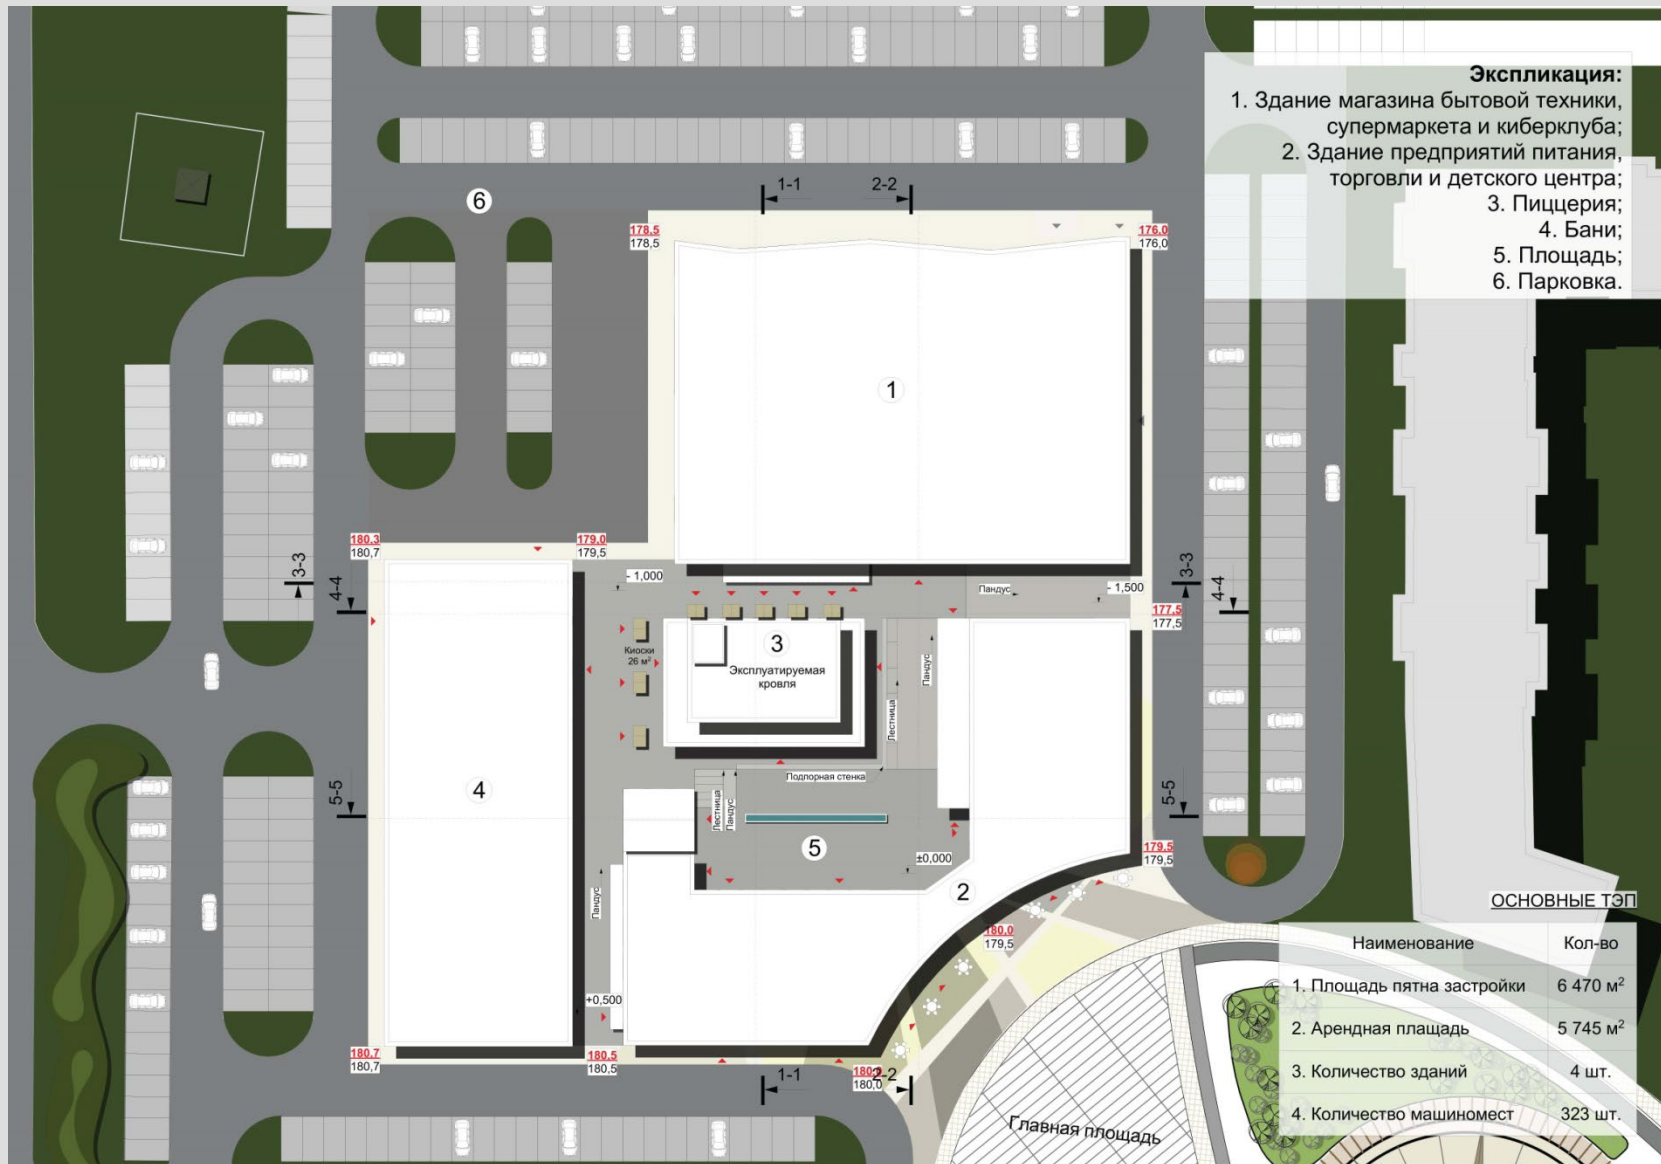 Экспликация:
1. Здание магазина бытовой техники,
супермаркета и киберклуба;
2. Здание предприятий питания,
торговли и детского центра;
3. Пиццерия;
4. Бани;
5. Площадь;
6. Парковка.
1-1
2-2
6
178.5
178,5
176.0
176,0
1
180.3
180,7
179.0
179,5
3-3
4-4
- 1,000
Пандус
- 1,500
3-3
4-4
177.5
177,5
Киоски
26 м²
3
Эксплуатируемая
кровля
Пандус
Лестница
Подпорная стенка
5-5
4
Лестница
Пандус
5
±0,000
5-5
179.5
179,5
2
Пандус
180.0
179,5
+0,500
180.7
180,7
180.5
180,5
180,0
1-1
2-2
Главная площадь
ОСНОВНЫЕ ТЭП
Наименование Кол-во
1. Площадь пятна застройки 6 470 м²
2. Арендная плащадь 5 745 м²
3. Количество зданий 4 шт.
4. Количество машиномест 323 шт.